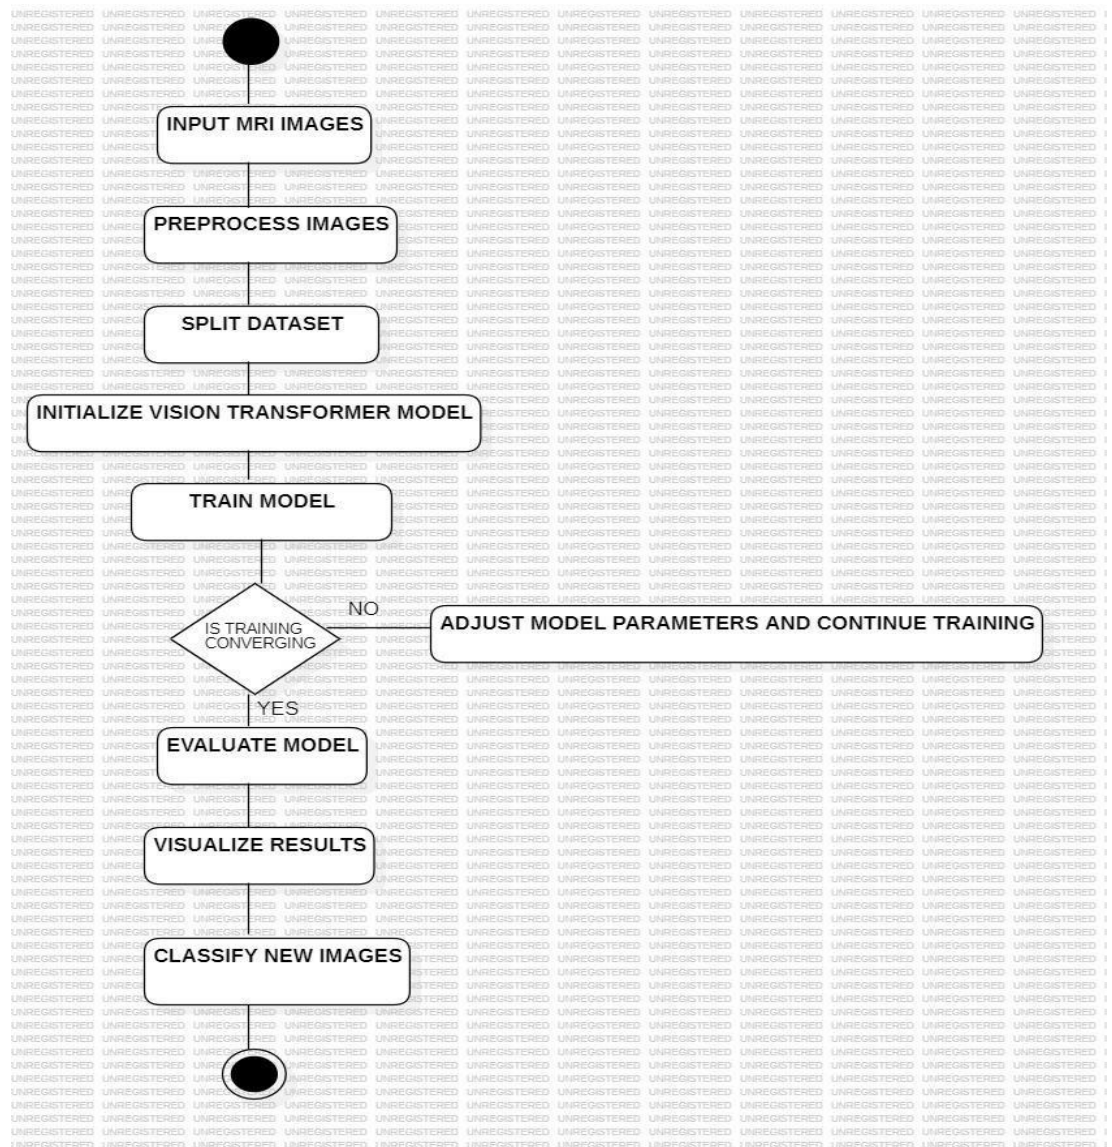 INPUT MRI IMAGES
PREPROCESS IMAGES
SPLIT DATASET
INITIALIZE VISION TRANSFORMER MODEL
TRAIN MODEL
IS TRAINING
CONVERGING
NO
ADJUST MODEL PARAMETERS AND CONTINUE TRAINING
YES
EVALUATE MODEL
VISUALIZE RESULTS
CLASSIFY NEW IMAGES